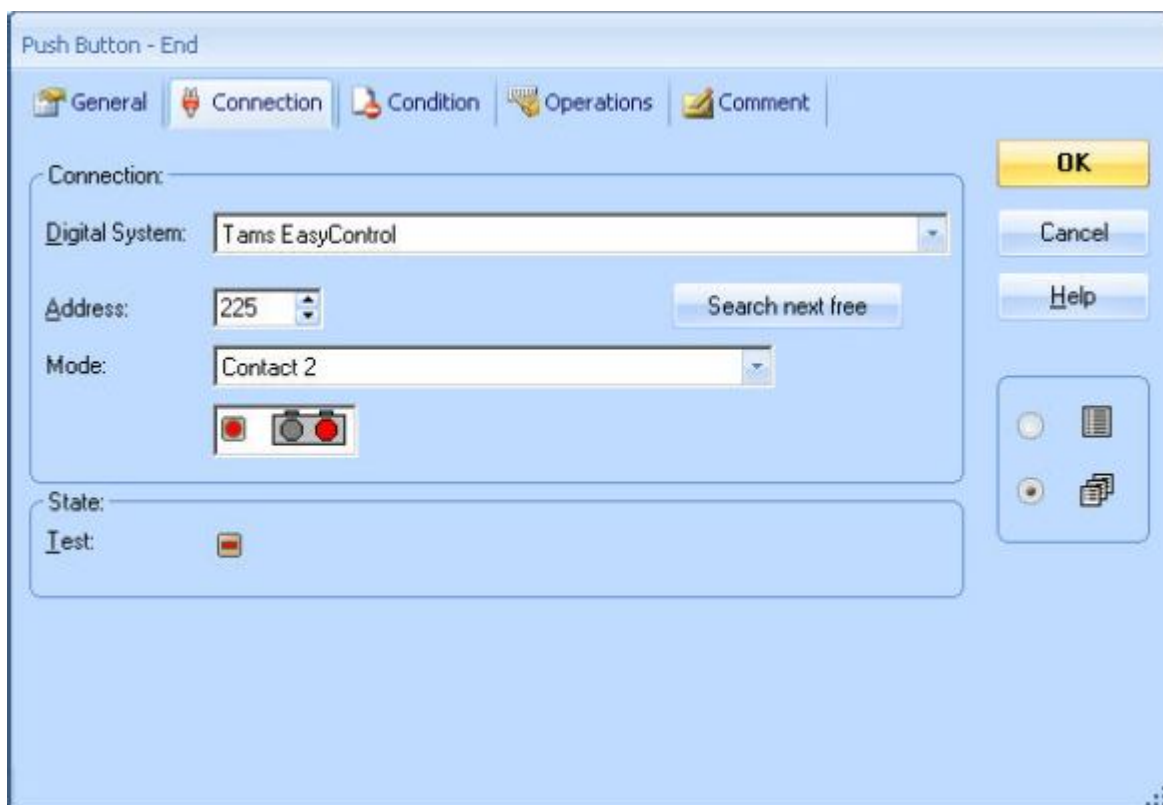 Push Button - End
General Connection Condition Operations Comment
Connection:
Digital System: Tams EasyControl
Address: 225 Search next free
Mode: Contact 2
State:
Test:
OK
Cancel
Help